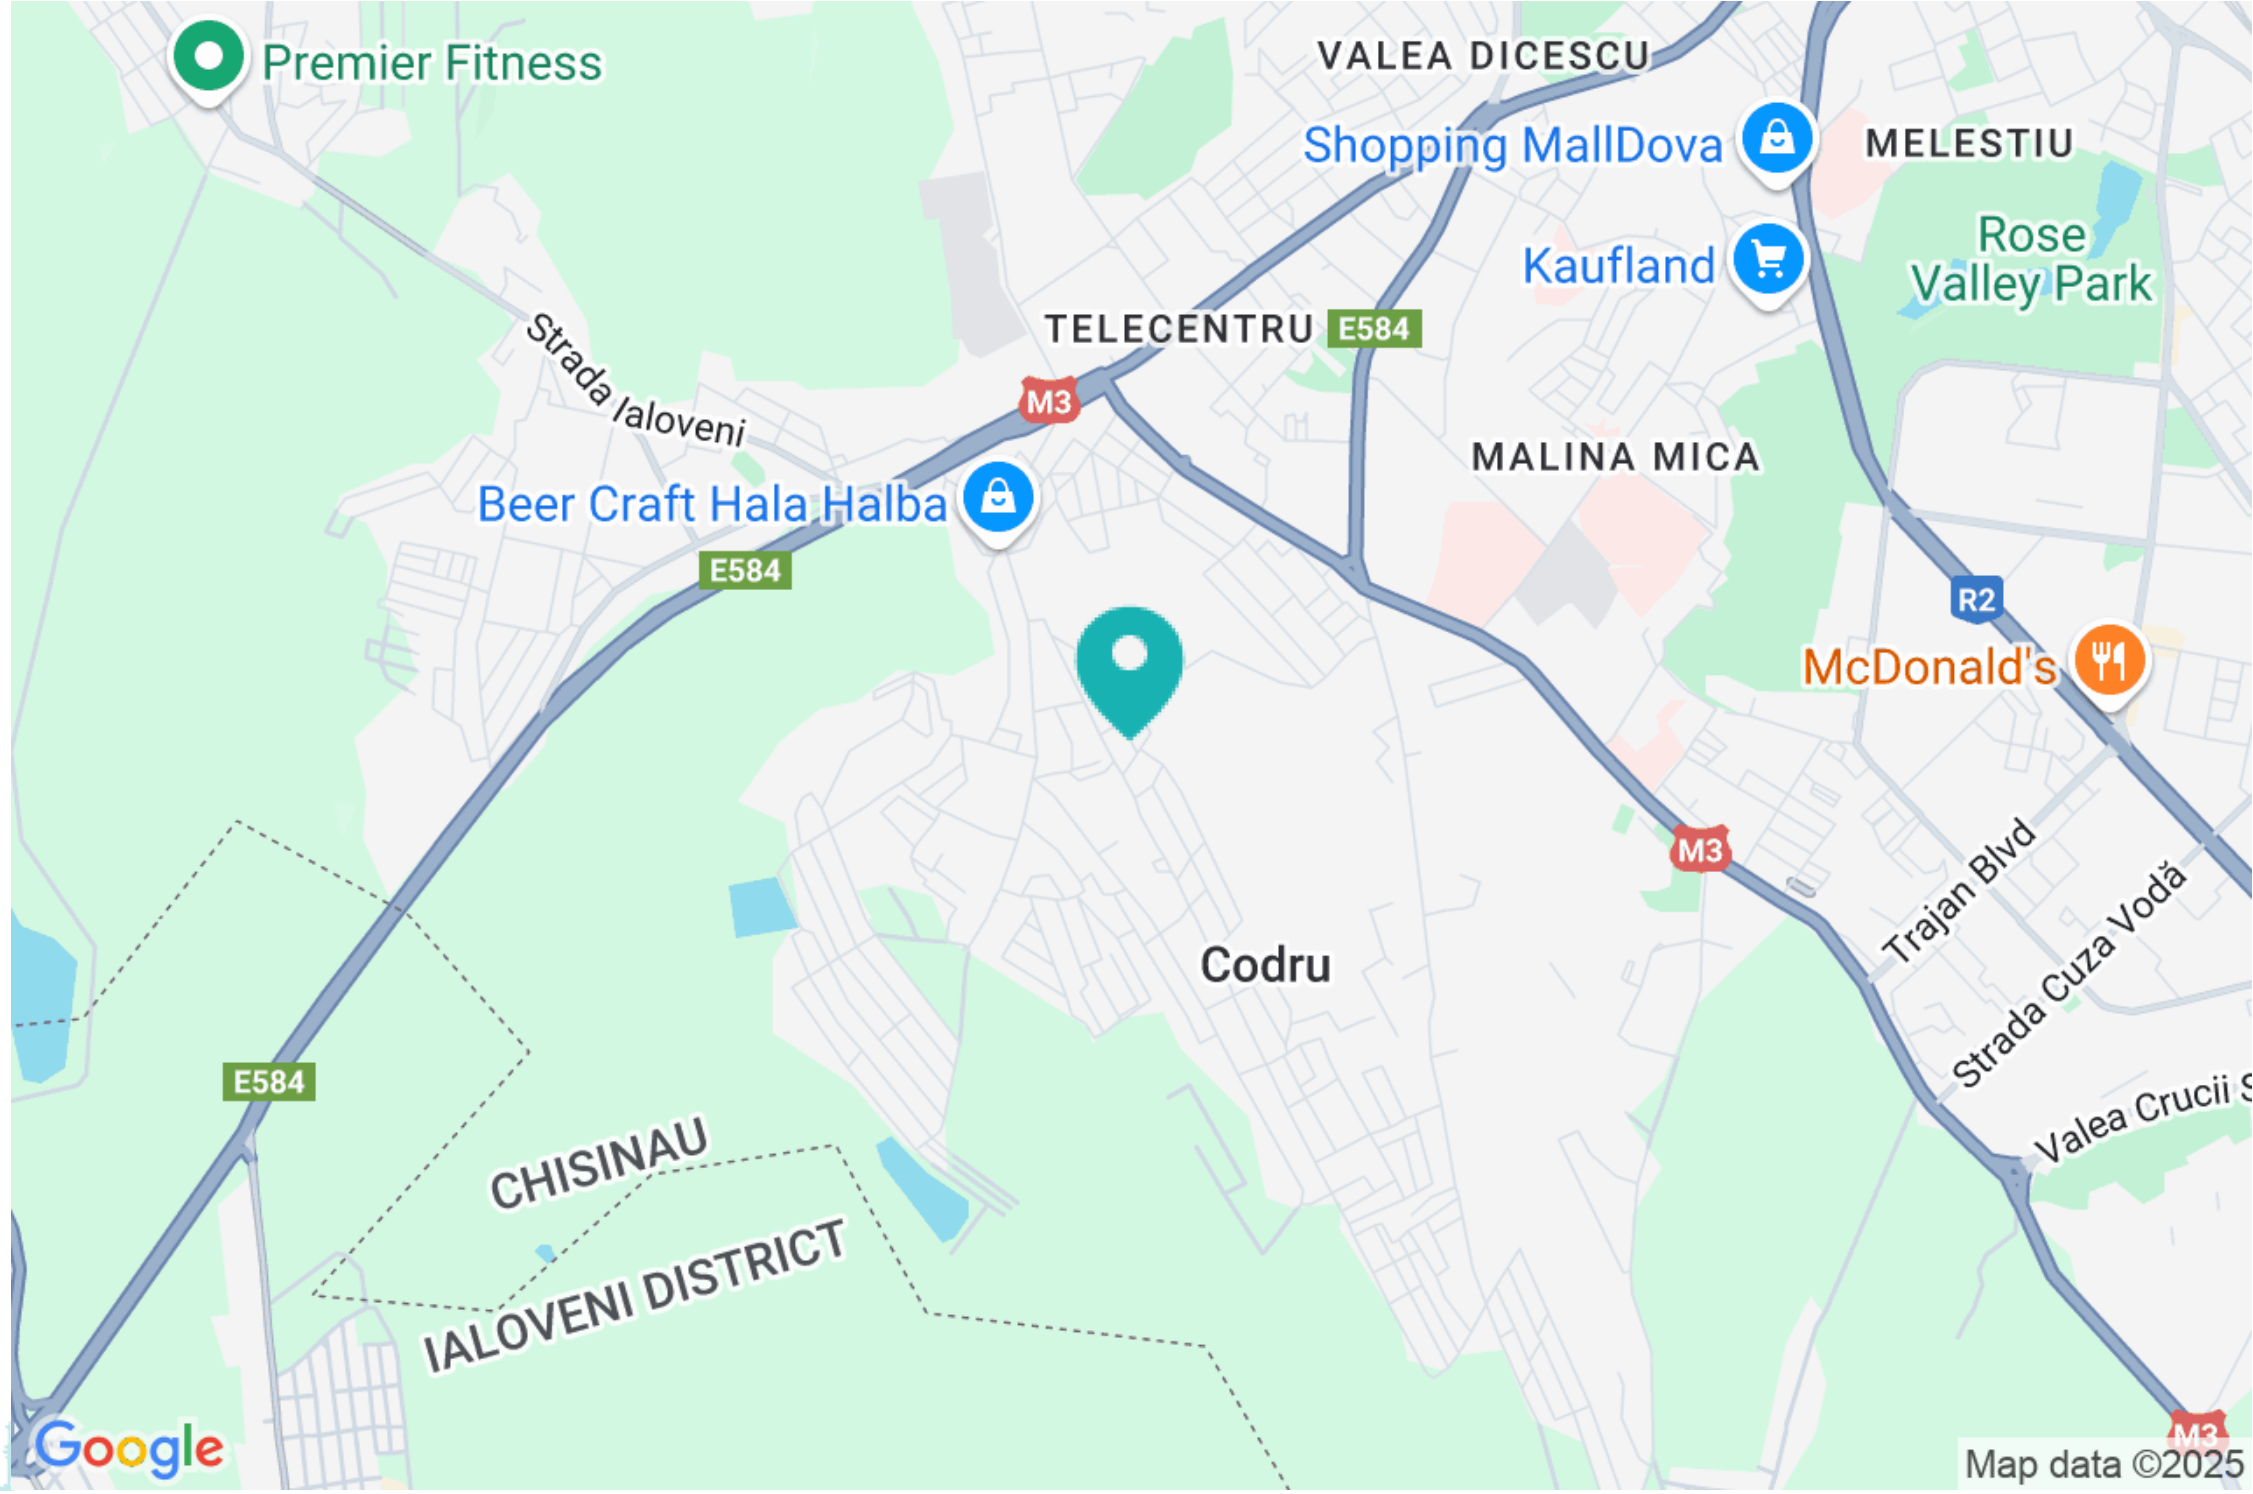 Premier Fitness
VALEA DICESCU
Shopping MallDova
MELESTIU
Rose
Valley Park
Kaufland
TELECENTRU
E584
Strada Ialoveni
M3
MALINA MICA
Beer Craft Hala Halba
E584
R2
McDonald's
M3
Trajan Blvd
Strada Cuza Vodă
Codru
Valea Crucii S
E584
CHISINAU
IALOVENI DISTRICT
M3
Google
Map data ©2025